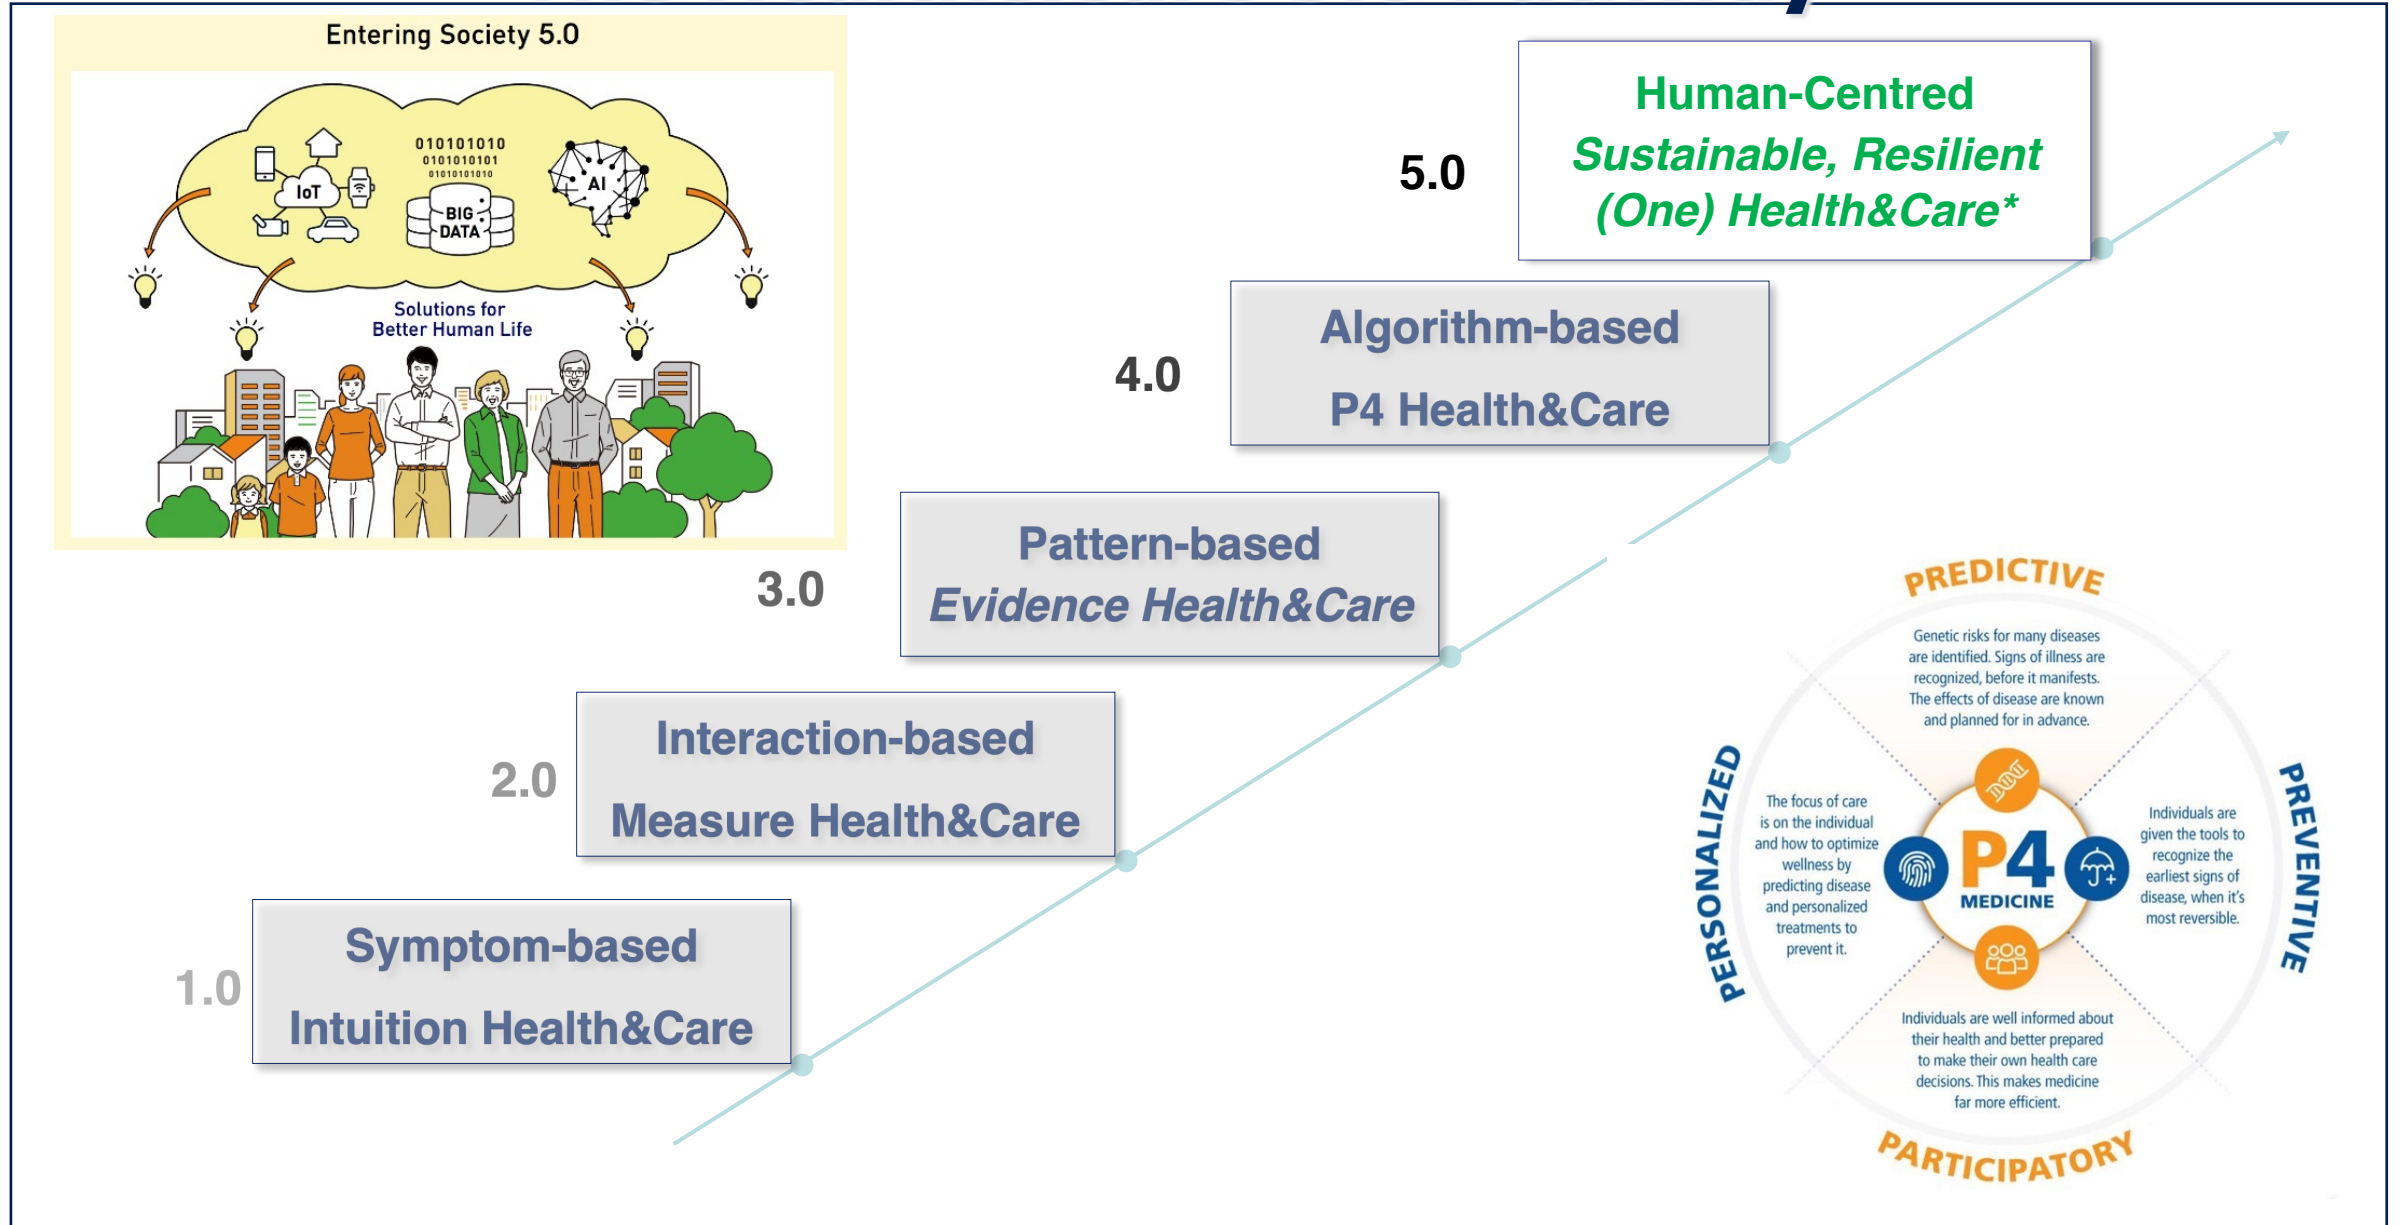 Entering Society 5.0
010101010
0101010101
01010101010
IoT
BIG
DATA
AI
Solutions for
Better Human Life
5.0
Human-Centred
Sustainable, Resilient
(One) Health&Care*
4.0
Algorithm-based
P4 Health&Care
3.0
Pattern-based
Evidence Health&Care
2.0
Interaction-based
Measure Health&Care
1.0
Symptom-based
Intuition Health&Care
PREDICTIVE
Genetic risks for many diseases
are identified. Signs of illness are
recognized, before it manifests.
The effects of disease are known
and planned for in advance.
PERSONALIZED
The focus of care
is on the individual
and how to optimize
wellness by
predicting disease
and personalized
treatments to
prevent it.
P4
MEDICINE
PREVENTIVE
Individuals are
given the tools to
recognize the
earliest signs of
disease, when it's
most reversible.
Individuals are well informed about
their health and better prepared
to make their own health care
decisions. This makes medicine
far more efficient.
PARTICIPATORY